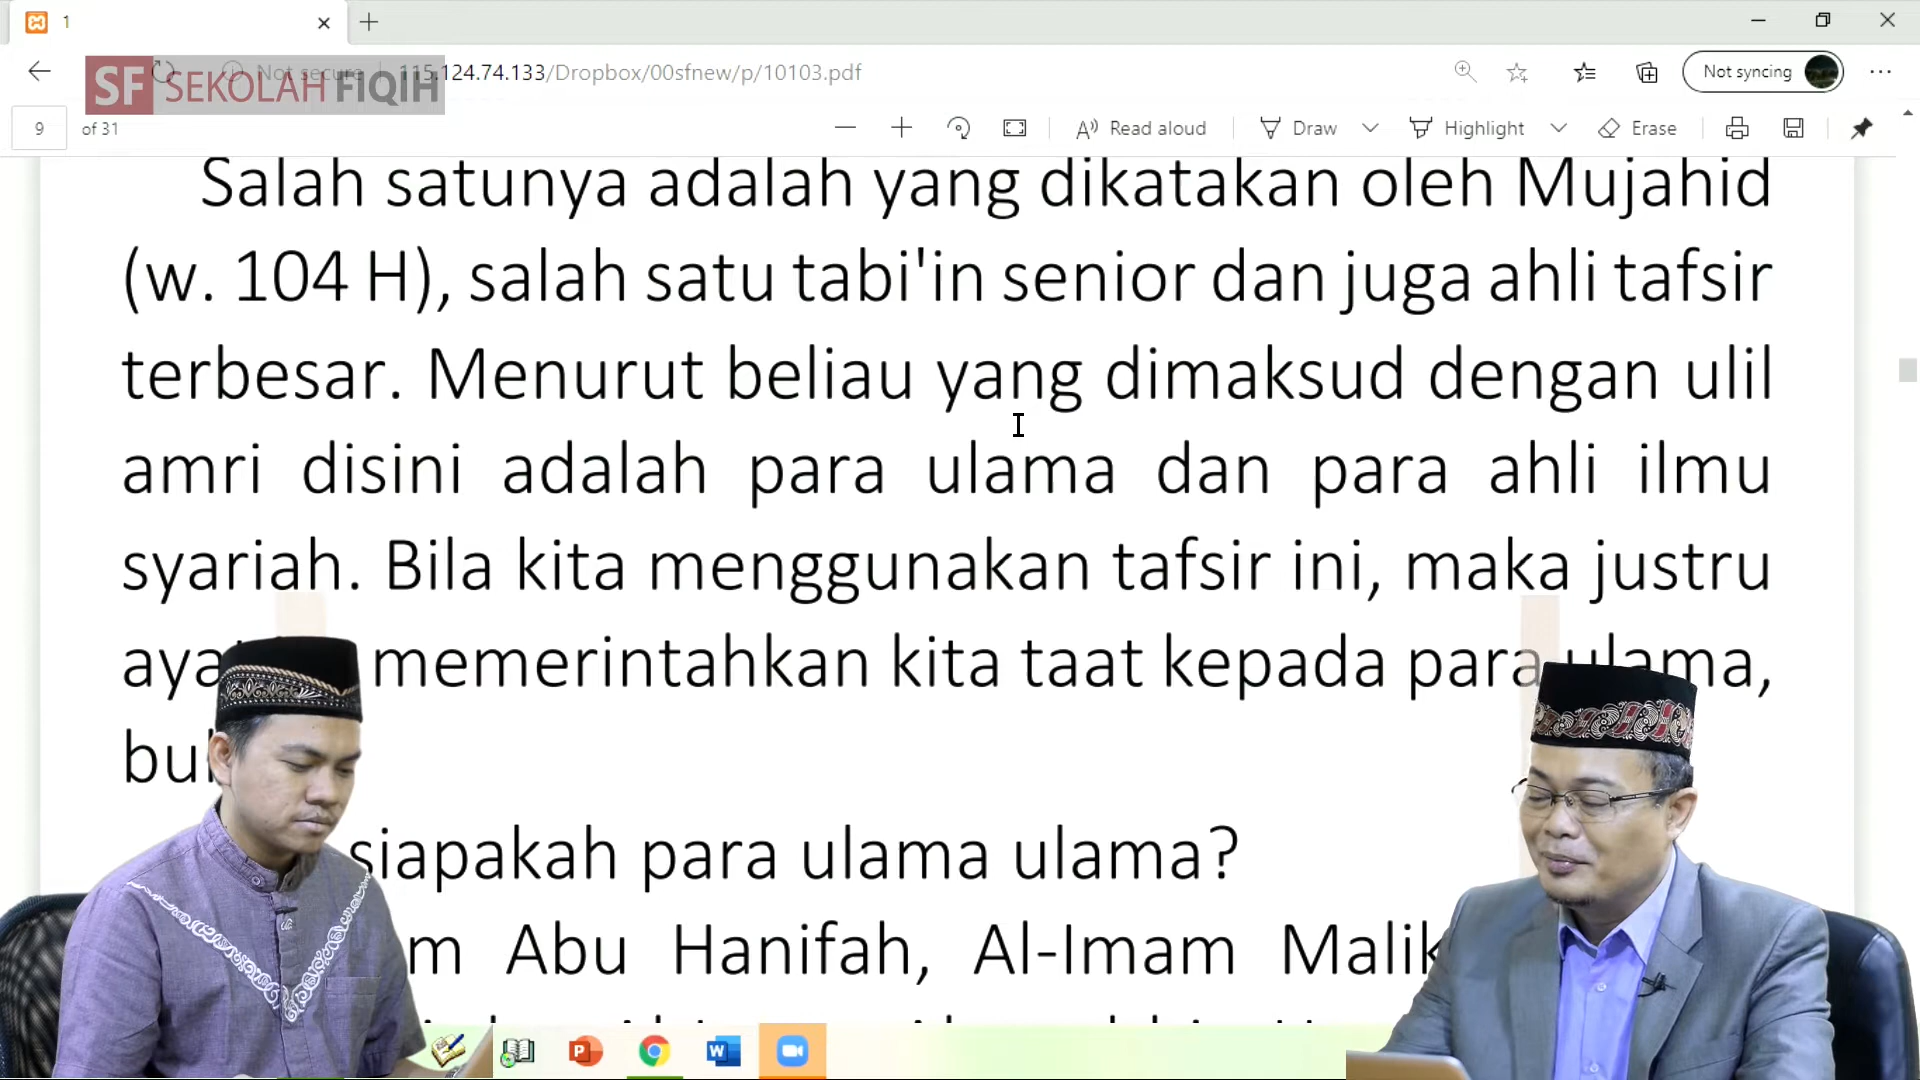 1
SF SEKOLAH FIQIH
Not secure
115.124.74.133/Dropbox/00sfnew/p/10103.pdf
Not syncing
9 of 31
Read aloud
Draw
Highlight
Erase
Salah satunya adalah yang dikatakan oleh Mujahid
(w. 104 H), salah satu tabi'in senior dan juga ahli tafsir
terbesar. Menurut beliau yang dimaksud dengan ulil
amri disini adalah para ulama dan para ahli ilmu
syariah. Bila kita menggunakan tafsir ini, maka justru
memerintahkan kita taat kepada para ulama,
siapakah para ulama ulama?
Abu Hanifah, Al-Imam Malik